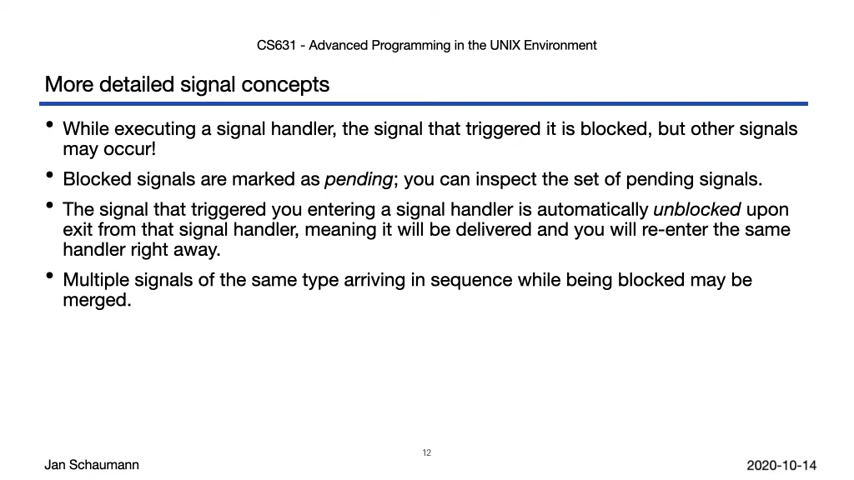 CS631 - Advanced Programming in the UNIX Environment
More detailed signal concepts
• While executing a signal handler, the signal that triggered it is blocked, but other signals
may occur!
• Blocked signals are marked as pending; you can inspect the set of pending signals.
• The signal that triggered you entering a signal handler is automatically unblocked upon
exit from that signal handler, meaning it will be delivered and you will re-enter the same
handler right away.
• Multiple signals of the same type arriving in sequence while being blocked may be
merged.
12
Jan Schaumann
2020-10-14